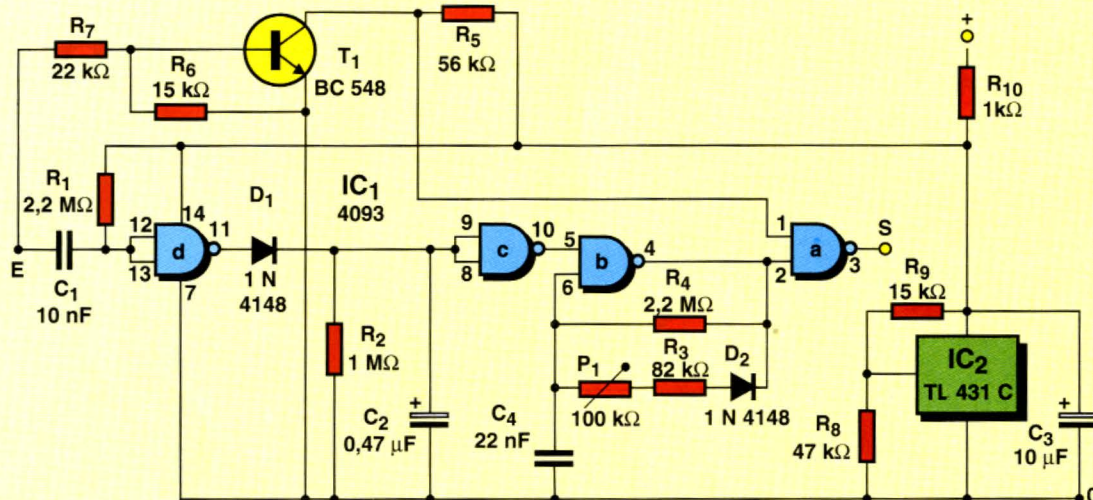 R7
22 kΩ
R6
15 kΩ
T1
BC 548
R5
56 kΩ
+
R10
1kΩ
R1
2,2 MΩ
D1
IC1
4093
12
13
14
11
d
7
E
C1
10 nF
1 N
4148
9
8
c
10
5
6
b
4
1
2
a
3
S
R4
2,2 MΩ
R9
15 kΩ
R2
1 MΩ
P1
100 kΩ
R3
82 kΩ
D2
1 N 4148
IC2
TL 431 C
C2
0,47 µF
+
C4
22 nF
R8
47 kΩ
+
C3
10 µF